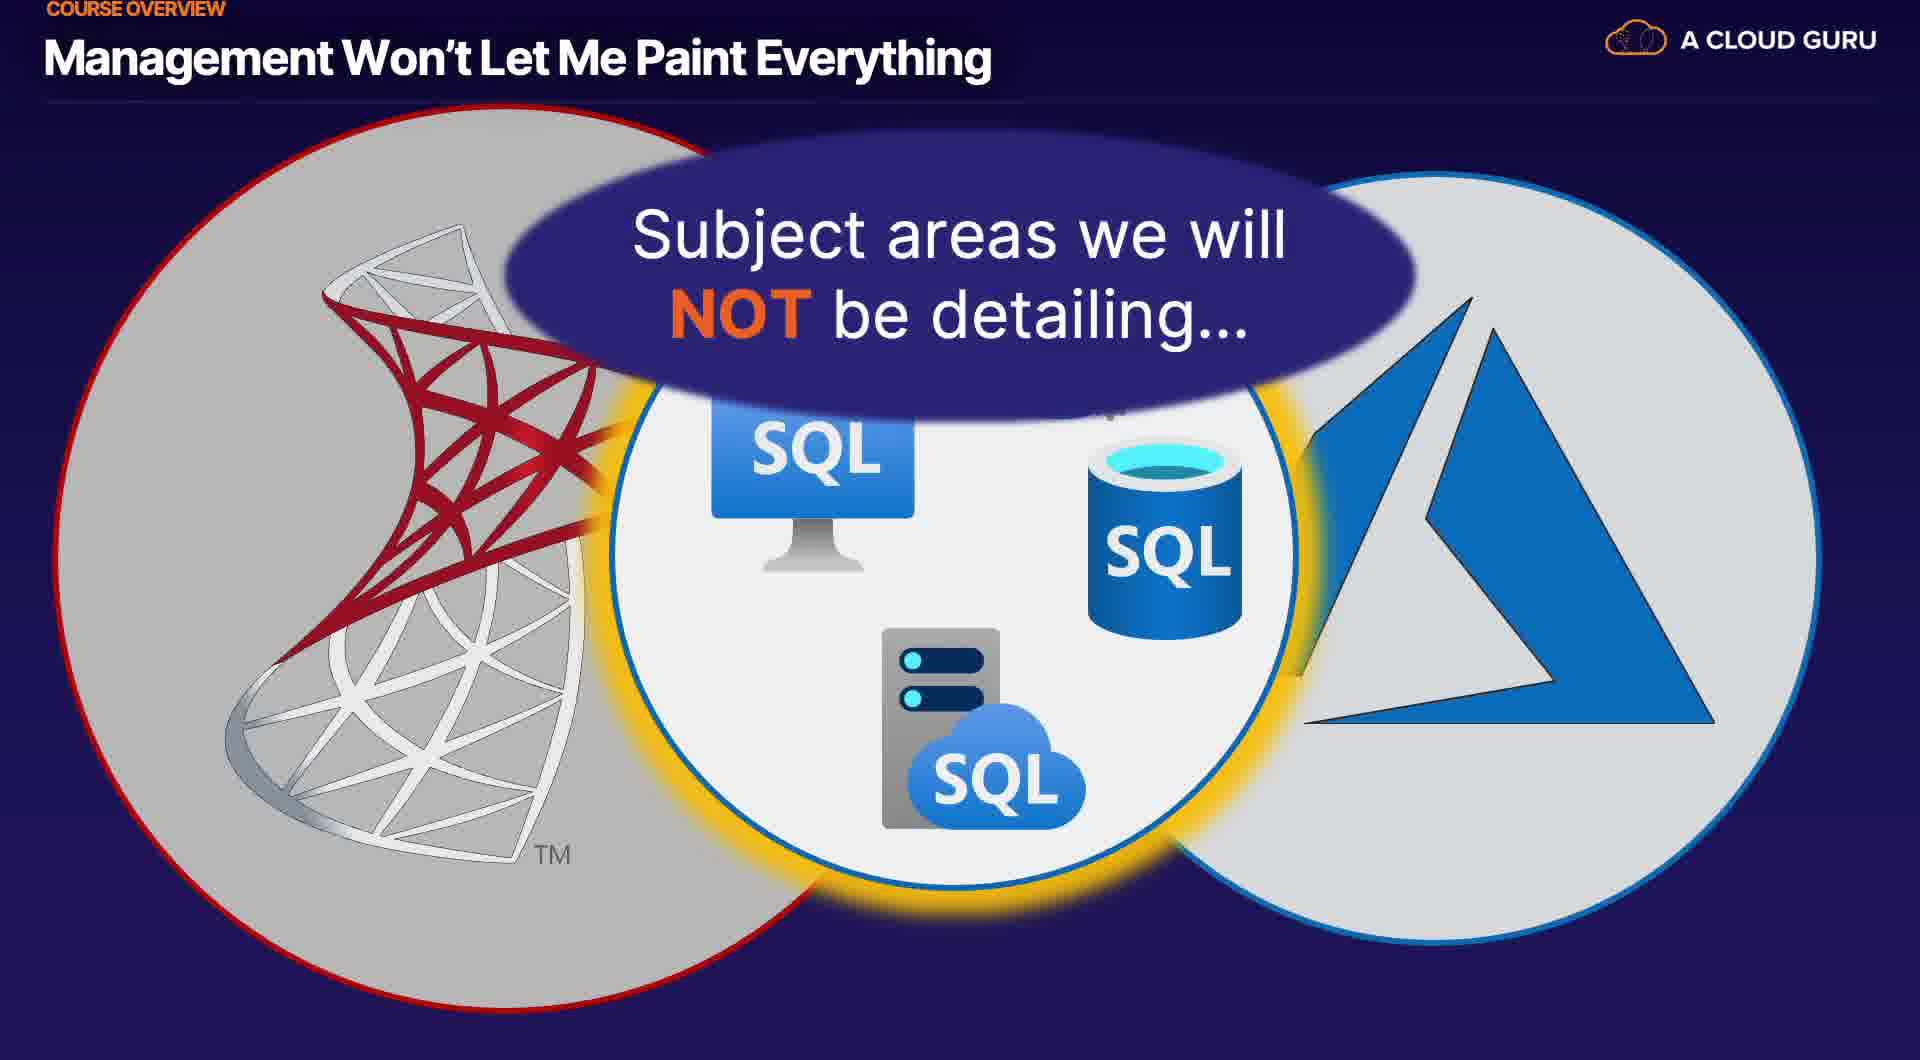 COURSE OVERVIEW
Management Won’t Let Me Paint Everything
A CLOUD GURU
Subject areas we will
NOT be detailing...
SQL
SQL
SQL
TM